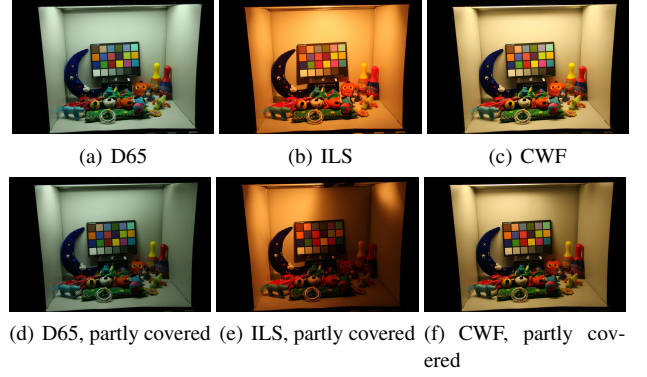 (a) D65
(b) ILS
(c) CWF
(d) D65, partly covered
(e) ILS, partly covered
(f) CWF, partly cov-
ered